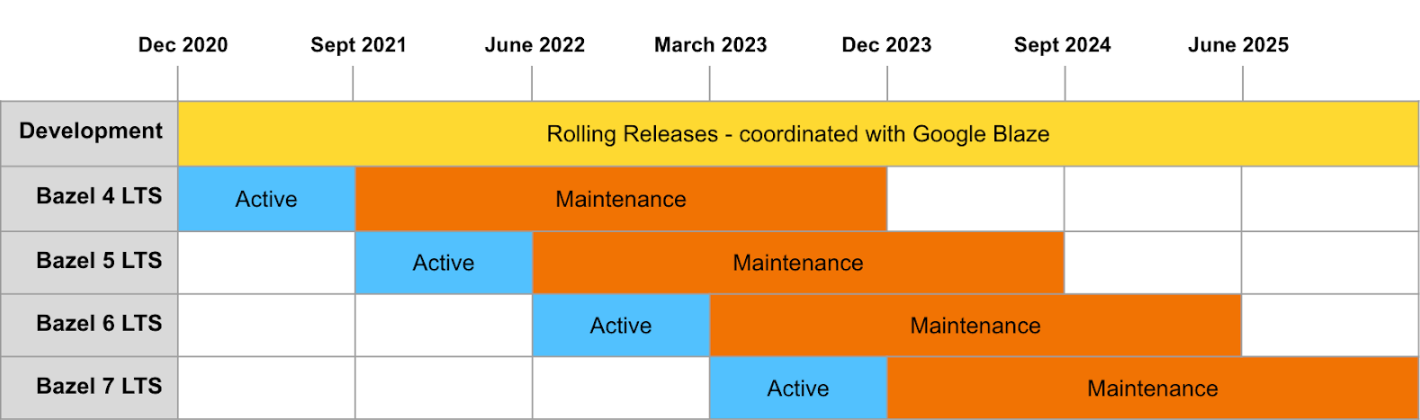 Dec 2020 Sept 2021 June 2022 March 2023 Dec 2023 Sept 2024 June 2025
Development Rolling Releases - coordinated with Google Blaze
Bazel 4 LTS Active Maintenance
Bazel 5 LTS Active Maintenance
Bazel 6 LTS Active Maintenance
Bazel 7 LTS Active Maintenance